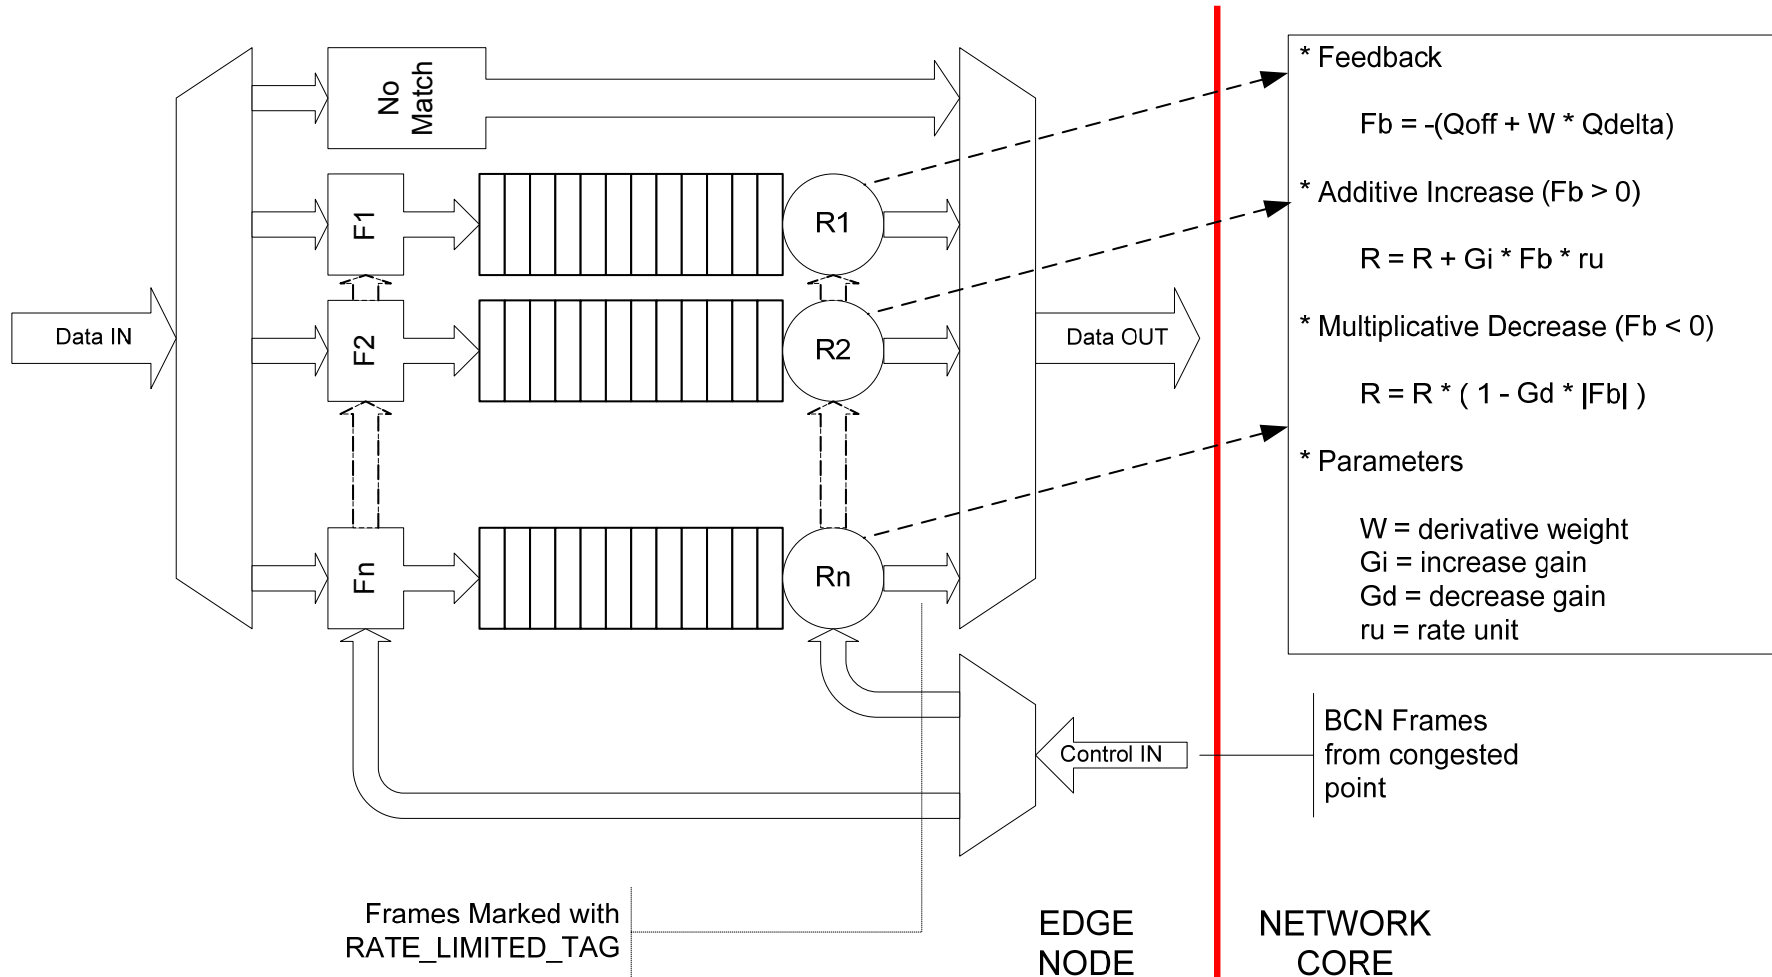 No
Match
F1
R1
Data IN
F2
R2
Data OUT
Fn
Rn
Control IN
Frames Marked with
RATE_LIMITED_TAG
EDGE
NODE
* Feedback
Fb = -(Qoff + W * Qdelta)
* Additive Increase (Fb > 0)
R = R + Gi * Fb * ru
* Multiplicative Decrease (Fb < 0)
R = R * ( 1 - Gd * |Fb| )
* Parameters
W = derivative weight
Gi = increase gain
Gd = decrease gain
ru = rate unit
BCN Frames
from congested
point
NETWORK
CORE